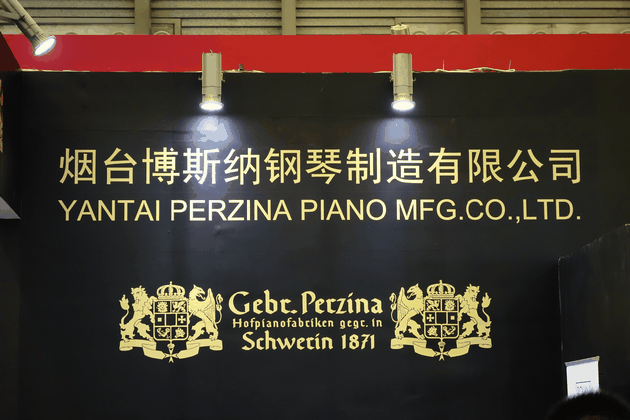 烟台博斯纳钢琴制造有限公司
YANTAI PERZINA PIANO MFG.CO.,LTD.
Gebr. Perzina
Hofpianofabriken gegr. in
Schwerin 1871